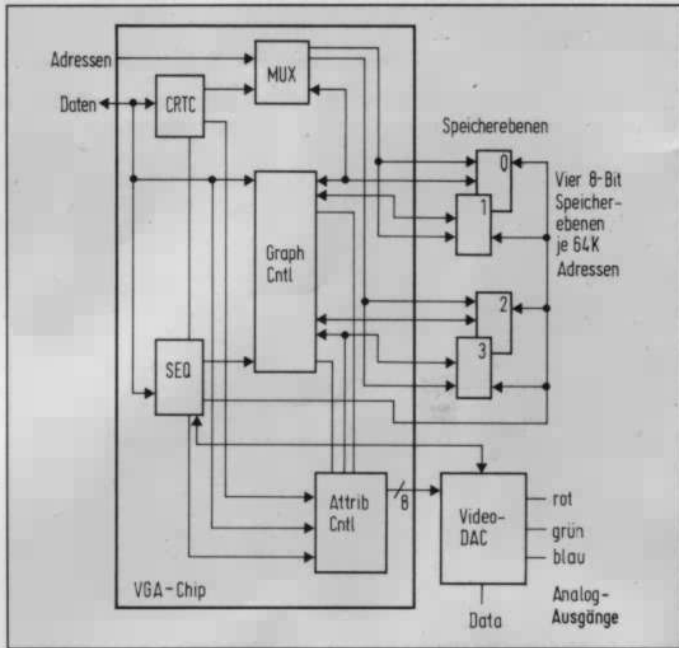 Adressen
MUX
Daten
CRTC
Speicherebenen
0
1
Vier 8-Bit
Speicher-
ebenen
je 64K
Adressen
Graph
Cntl
2
3
SEQ
Attrib
Cntl
8
Video-
DAC
rot
grün
blau
VGA-Chip
Data
Analog-
Ausgänge